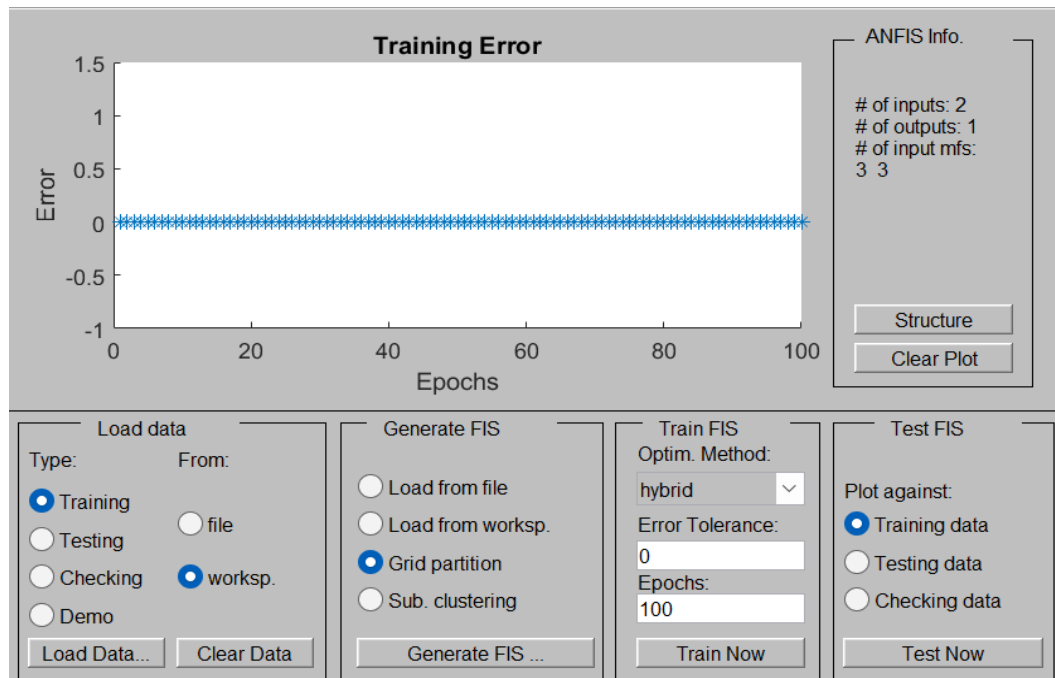 Training Error
Error
1.5
1
0.5
0
-0.5
-1
0 20 40 60 80 100
Epochs
ANFIS Info.
# of inputs: 2
# of outputs: 1
# of input mfs:
3 3
Structure
Clear Plot
Load data
Type: From:
Training
file
Testing
Checking
worksp.
Demo
Load Data...
Clear Data
Generate FIS
Load from file
Load from worksp.
Grid partition
Sub. clustering
Generate FIS ...
Train FIS
Optim. Method:
hybrid
Error Tolerance:
0
Epochs:
100
Train Now
Test FIS
Plot against:
Training data
Testing data
Checking data
Test Now